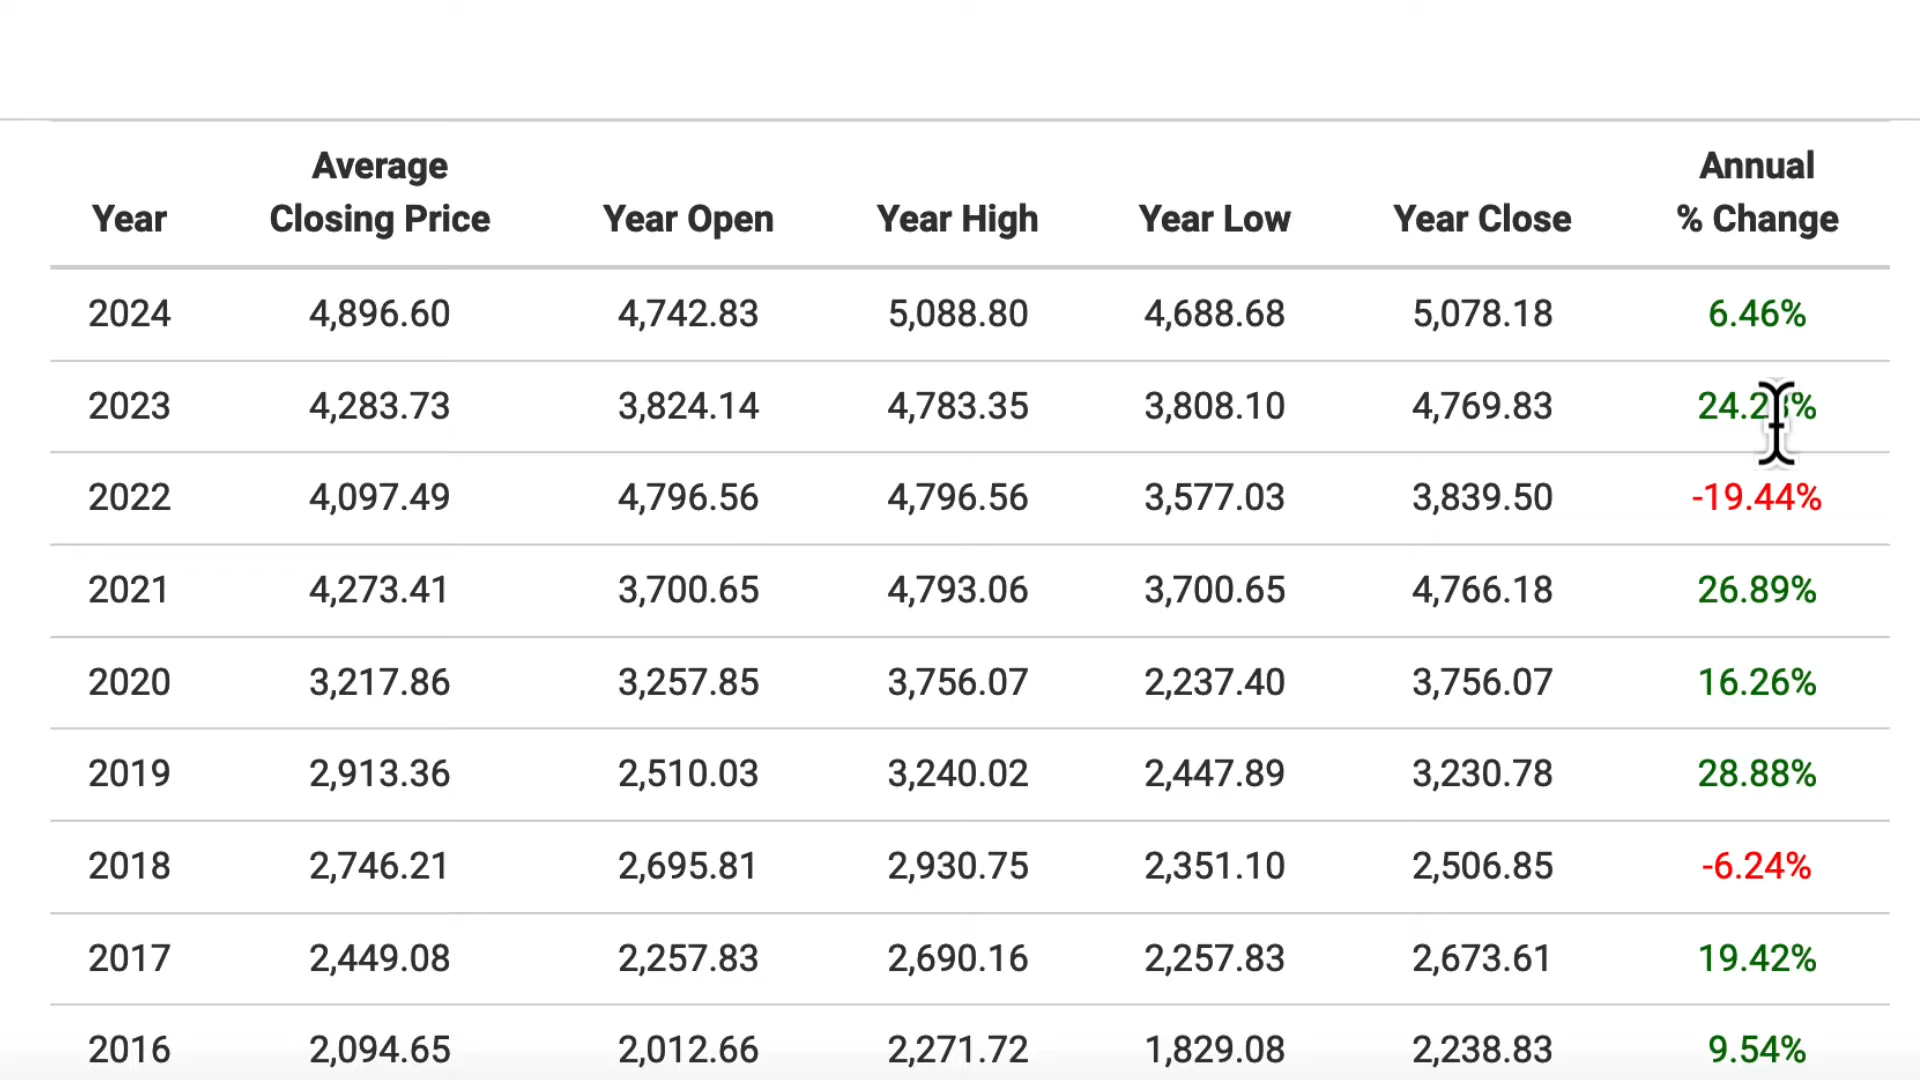 Year Average Closing Price Year Open Year High Year Low Year Close Annual % Change
2024 4,896.60 4,742.83 5,088.80 4,688.68 5,078.18 6.46%
2023 4,283.73 3,824.14 4,783.35 3,808.10 4,769.83
2022 4,097.49 4,796.56 4,796.56 3,577.03 3,839.50 -19.44%
2021 4,273.41 3,700.65 4,793.06 3,700.65 4,766.18 26.89%
2020 3,217.86 3,257.85 3,756.07 2,237.40 3,756.07 16.26%
2019 2,913.36 2,510.03 3,240.02 2,447.89 3,230.78 28.88%
2018 2,746.21 2,695.81 2,930.75 2,351.10 2,506.85 -6.24%
2017 2,449.08 2,257.83 2,690.16 2,257.83 2,673.61 19.42%
2016 2,094.65 2,012.66 2,271.72 1,829.08 2,238.83 9.54%